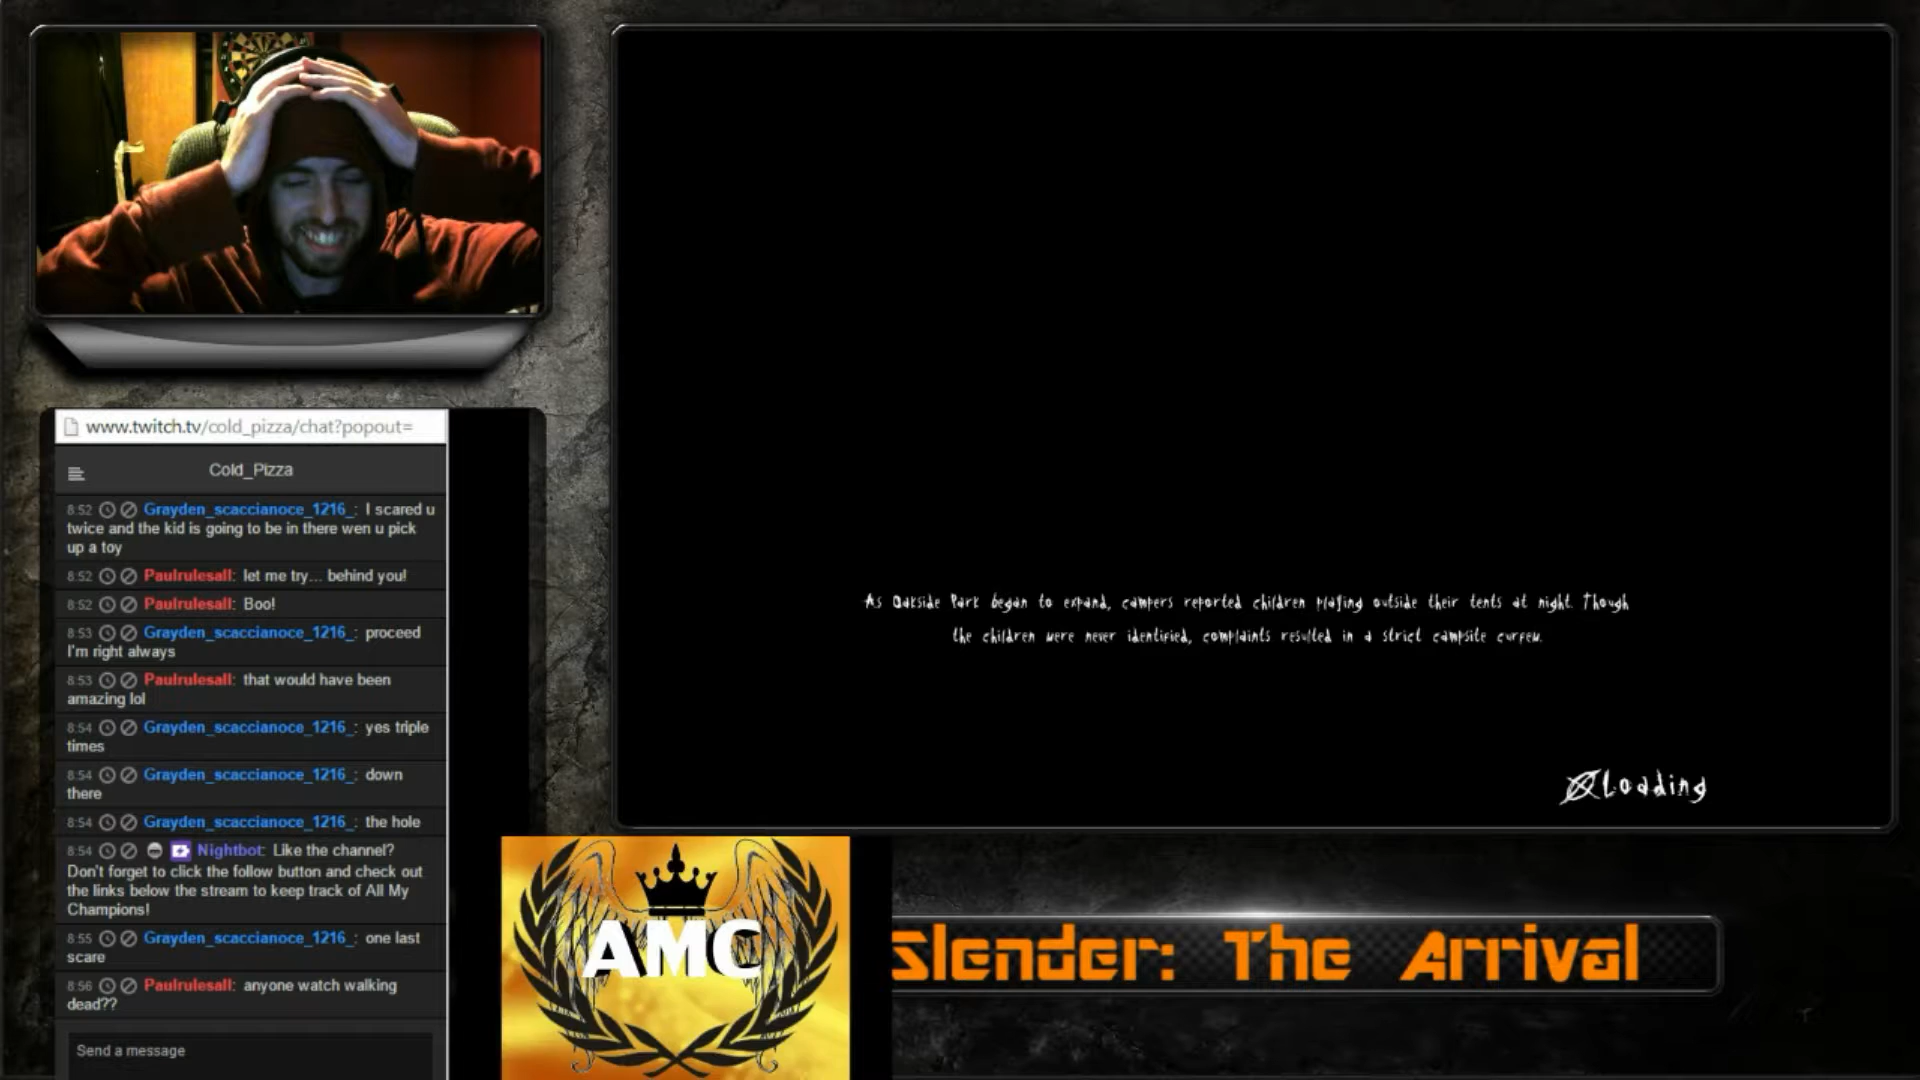 www.twitch.tv/cold_pizza/chat?popout=
Cold_Pizza
8:52 Grayden_scaccianoce_1216_: I scared u
twice and the kid is going to be in there wen u pick
up a toy
8:52 Paulrulesall: let me try... behind you!
8:52 Paulrulesall: Boo!
8:53 Grayden_scaccianoce_1216_: proceed
I'm right always
8:53 Paulrulesall: that would have been
amazing lol
8:54 Grayden_scaccianoce_1216_: yes triple
times
8:54 Grayden_scaccianoce_1216_: down
there
8:54 Grayden_scaccianoce_1216_: the hole
8:54 Nightbot: Like the channel?
Don't forget to click the follow button and check out
the links below the stream to keep track of All My
Champions!
8:55 Grayden_scaccianoce_1216_: one last
scare
8:56 Paulrulesall: anyone watch walking
dead??
Send a message
As Oakside Park began to expand, campers reported children playing outside their tents at night. Though
the children were never identified, complaints resulted in a strict campsite curfew.
Loading
AMC
Slender: The Arrival